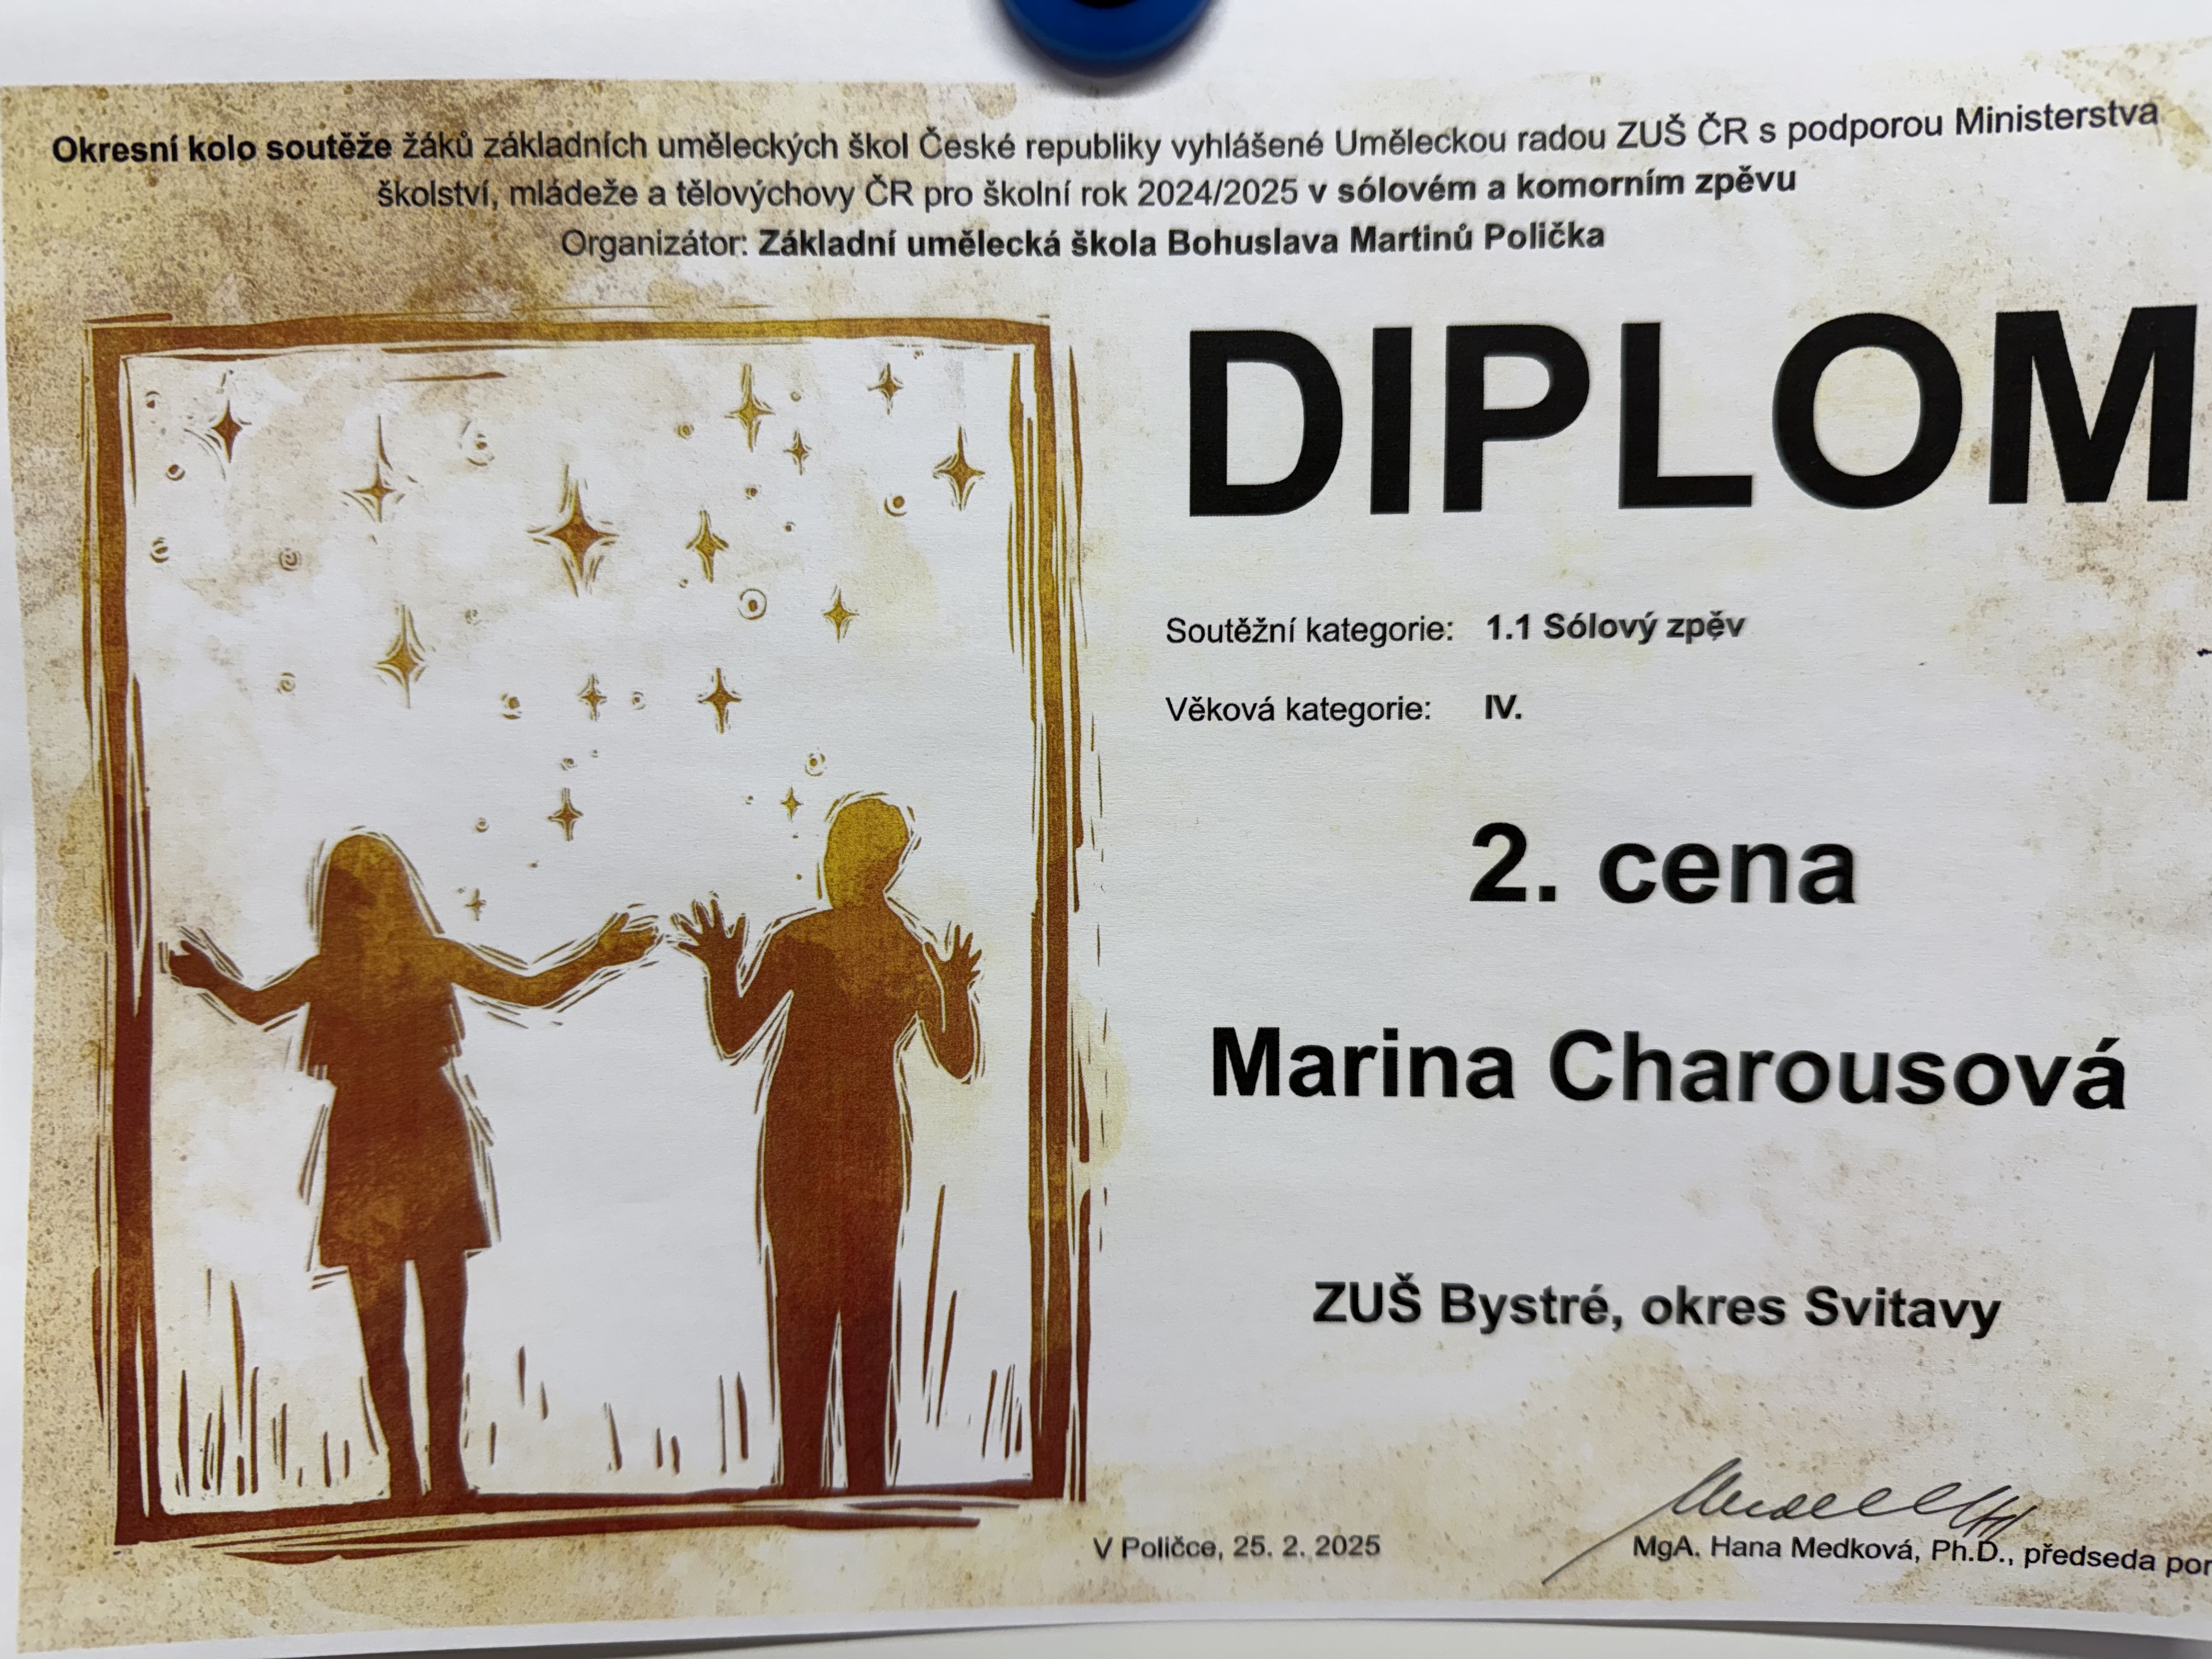 Okresní kolo soutěže žáků základních uměleckých škol České republiky vyhlášené Uměleckou radou ZUŠ ČR s podporou Ministerstva
školství, mládeže a tělovýchovy ČR pro školní rok 2024/2025 v sólovém a komorním zpěvu
Organizátor: Základní umělecká škola Bohuslava Martinů Polička
DIPLOM
Soutěžní kategorie: 1.1 Sólový zpěv
Věková kategorie: IV.
2. cena
Marina Charousová
ZUŠ Bystré, okres Svitavy
V Poličce, 25. 2. 2025
MgA. Hana Medková, Ph.D., předseda por